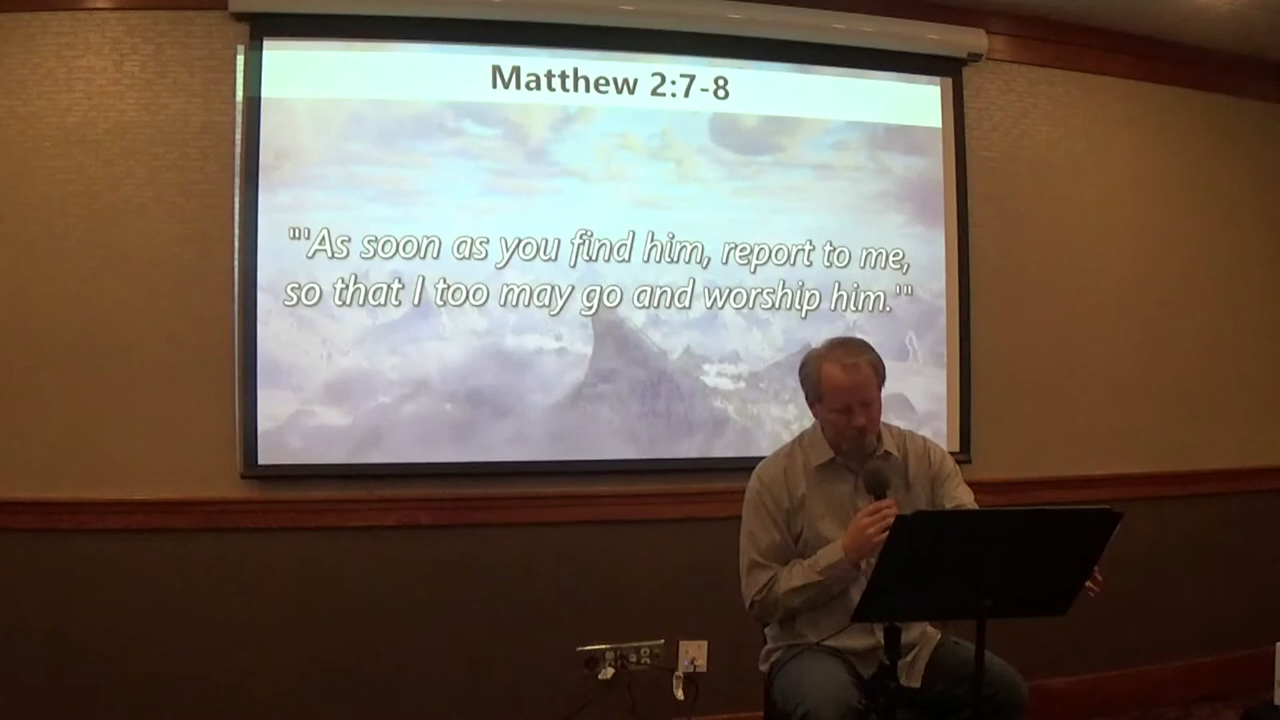 Matthew 2:7-8
"'As soon as you find him, report to me,
so that I too may go and worship him.'"